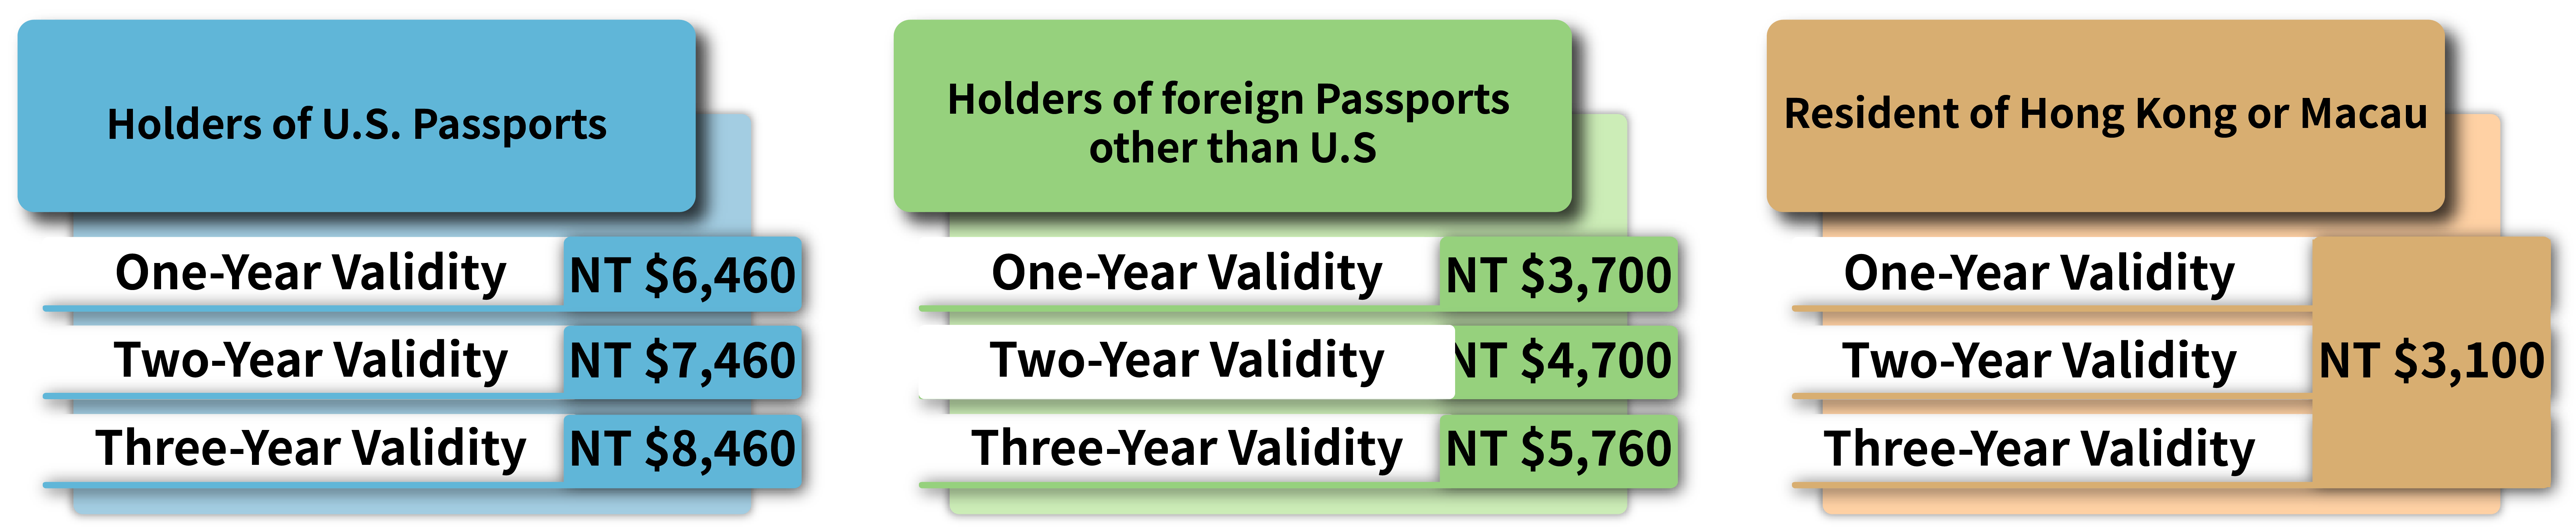 Holders of U.S. Passports
One-Year Validity NT $6,460
Two-Year Validity NT $7,460
Three-Year Validity NT $8,460
Holders of foreign Passports
other than U.S
One-Year Validity NT $3,700
Two-Year Validity NT $4,700
Three-Year Validity NT $5,760
Resident of Hong Kong or Macau
One-Year Validity
Two-Year Validity NT $3,100
Three-Year Validity